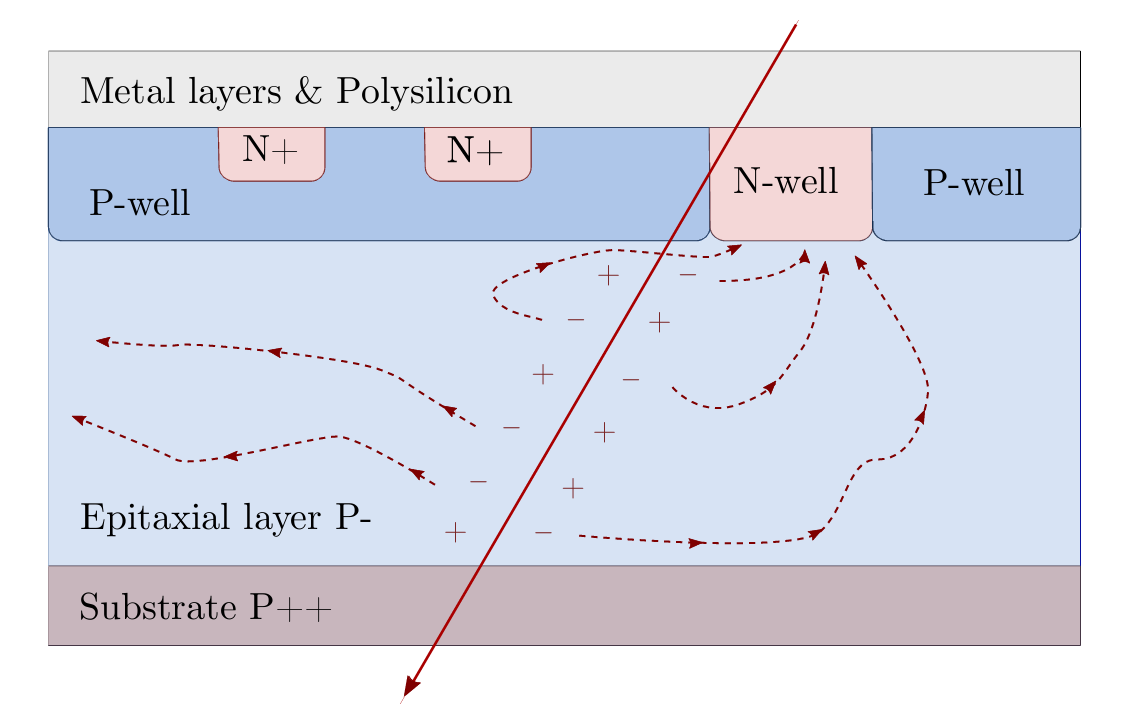 Metal layers & Polysilicon
N+ N+
P-well N-well P-well
+ −
− +
+ −
− +
− +
Epitaxial layer P-
+ −
Substrate P++